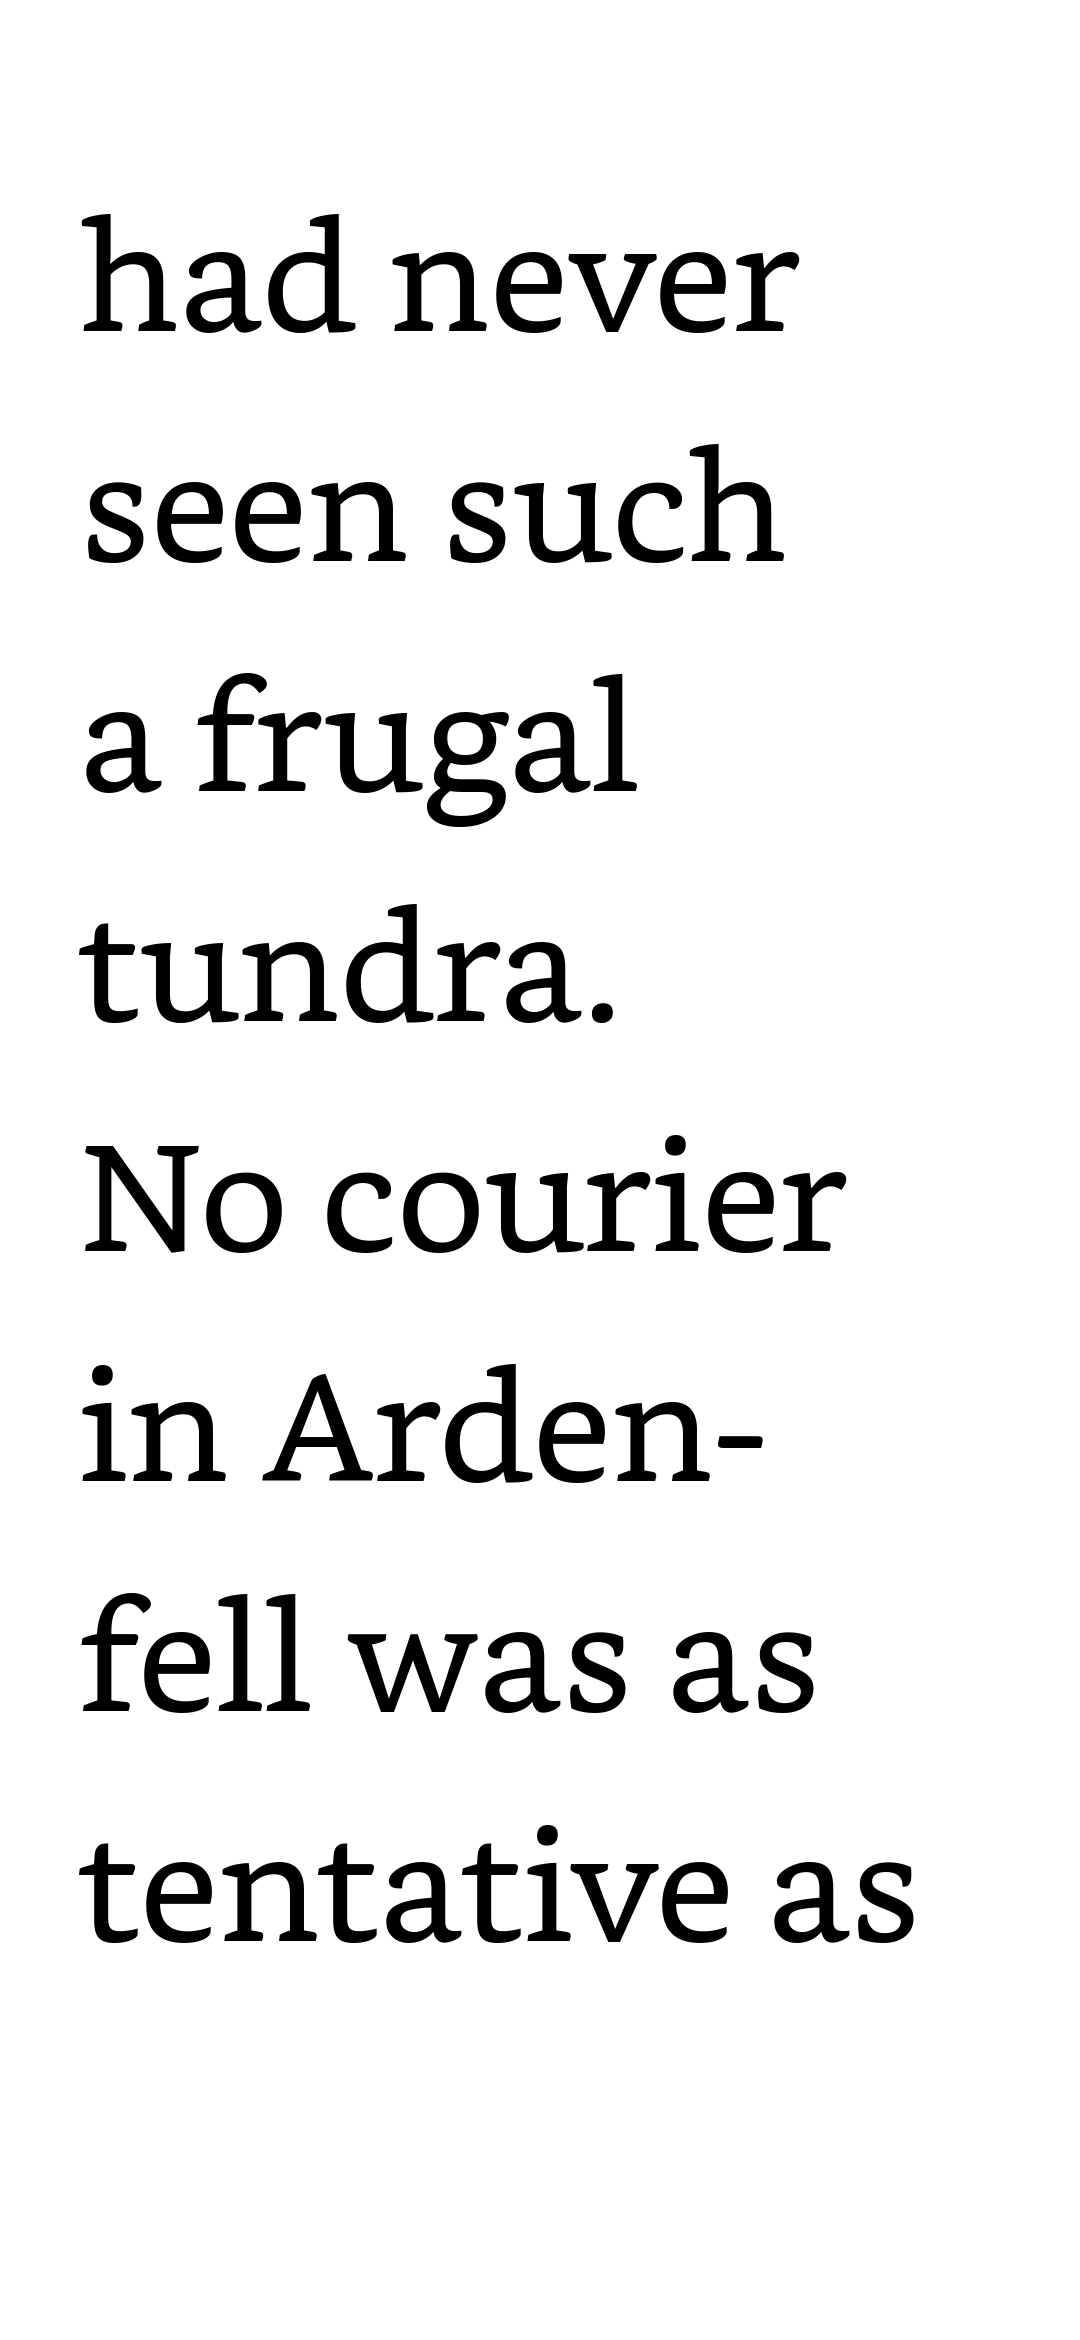 had never
seen such
a frugal
tundra.
No courier
in Arden-
fell was as
tentative as